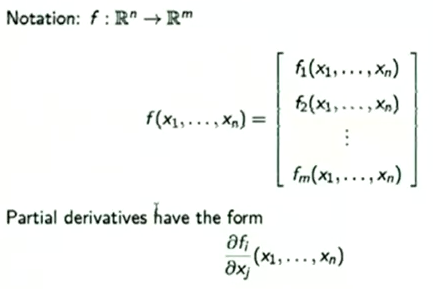 Notation: f : ℝⁿ → ℝᵐ
f(x₁, . . . , xₙ) = [ f₁(x₁, . . . , xₙ)
f₂(x₁, . . . , xₙ)
⋮
fₘ(x₁, . . . , xₙ) ]
Partial derivatives have the form
∂fᵢ/∂xⱼ (x₁, . . . , xₙ)